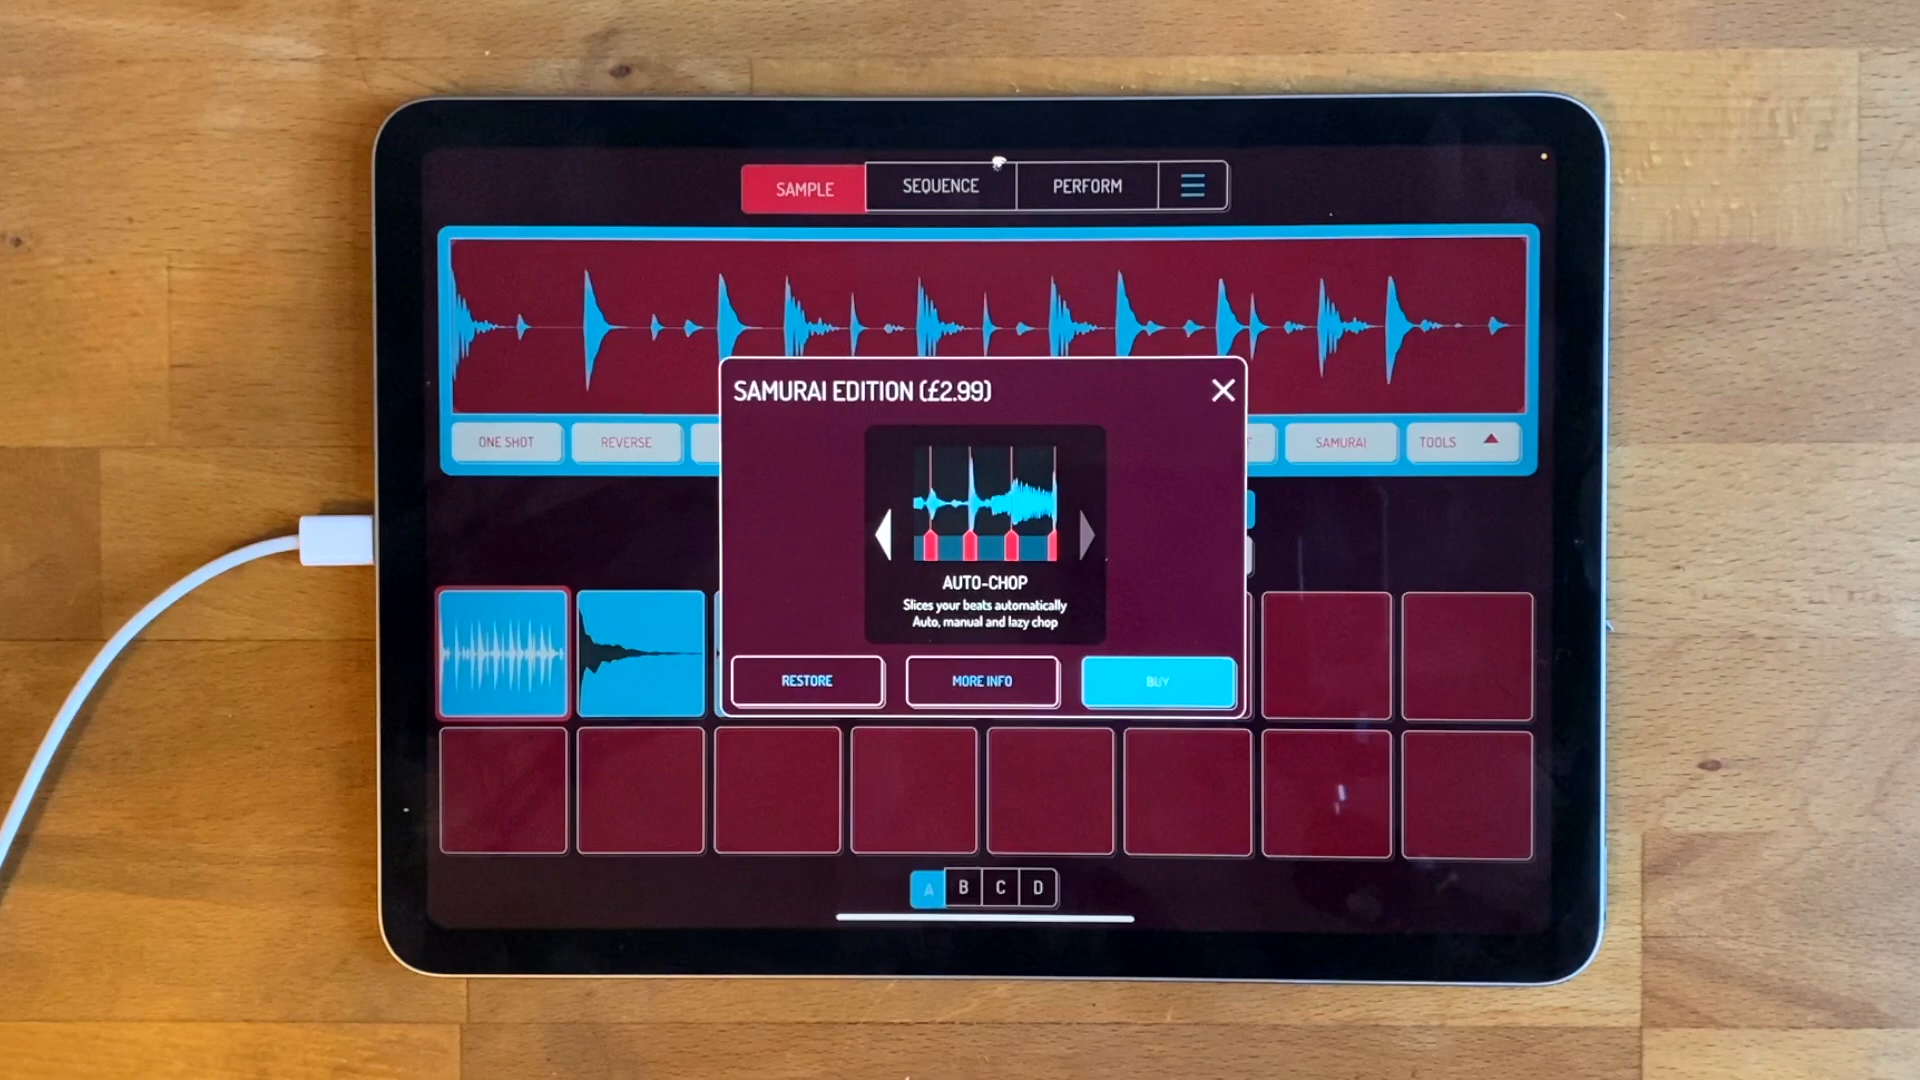 SAMPLE
SEQUENCE
PERFORM
SAMURAI EDITION (£2.99)
ONE SHOT
REVERSE
SAMURAI
TOOLS
AUTO-CHOP
Slices your beats automatically
Auto, manual and lazy chop
RESTORE
MORE INFO
BUY
A
B
C
D